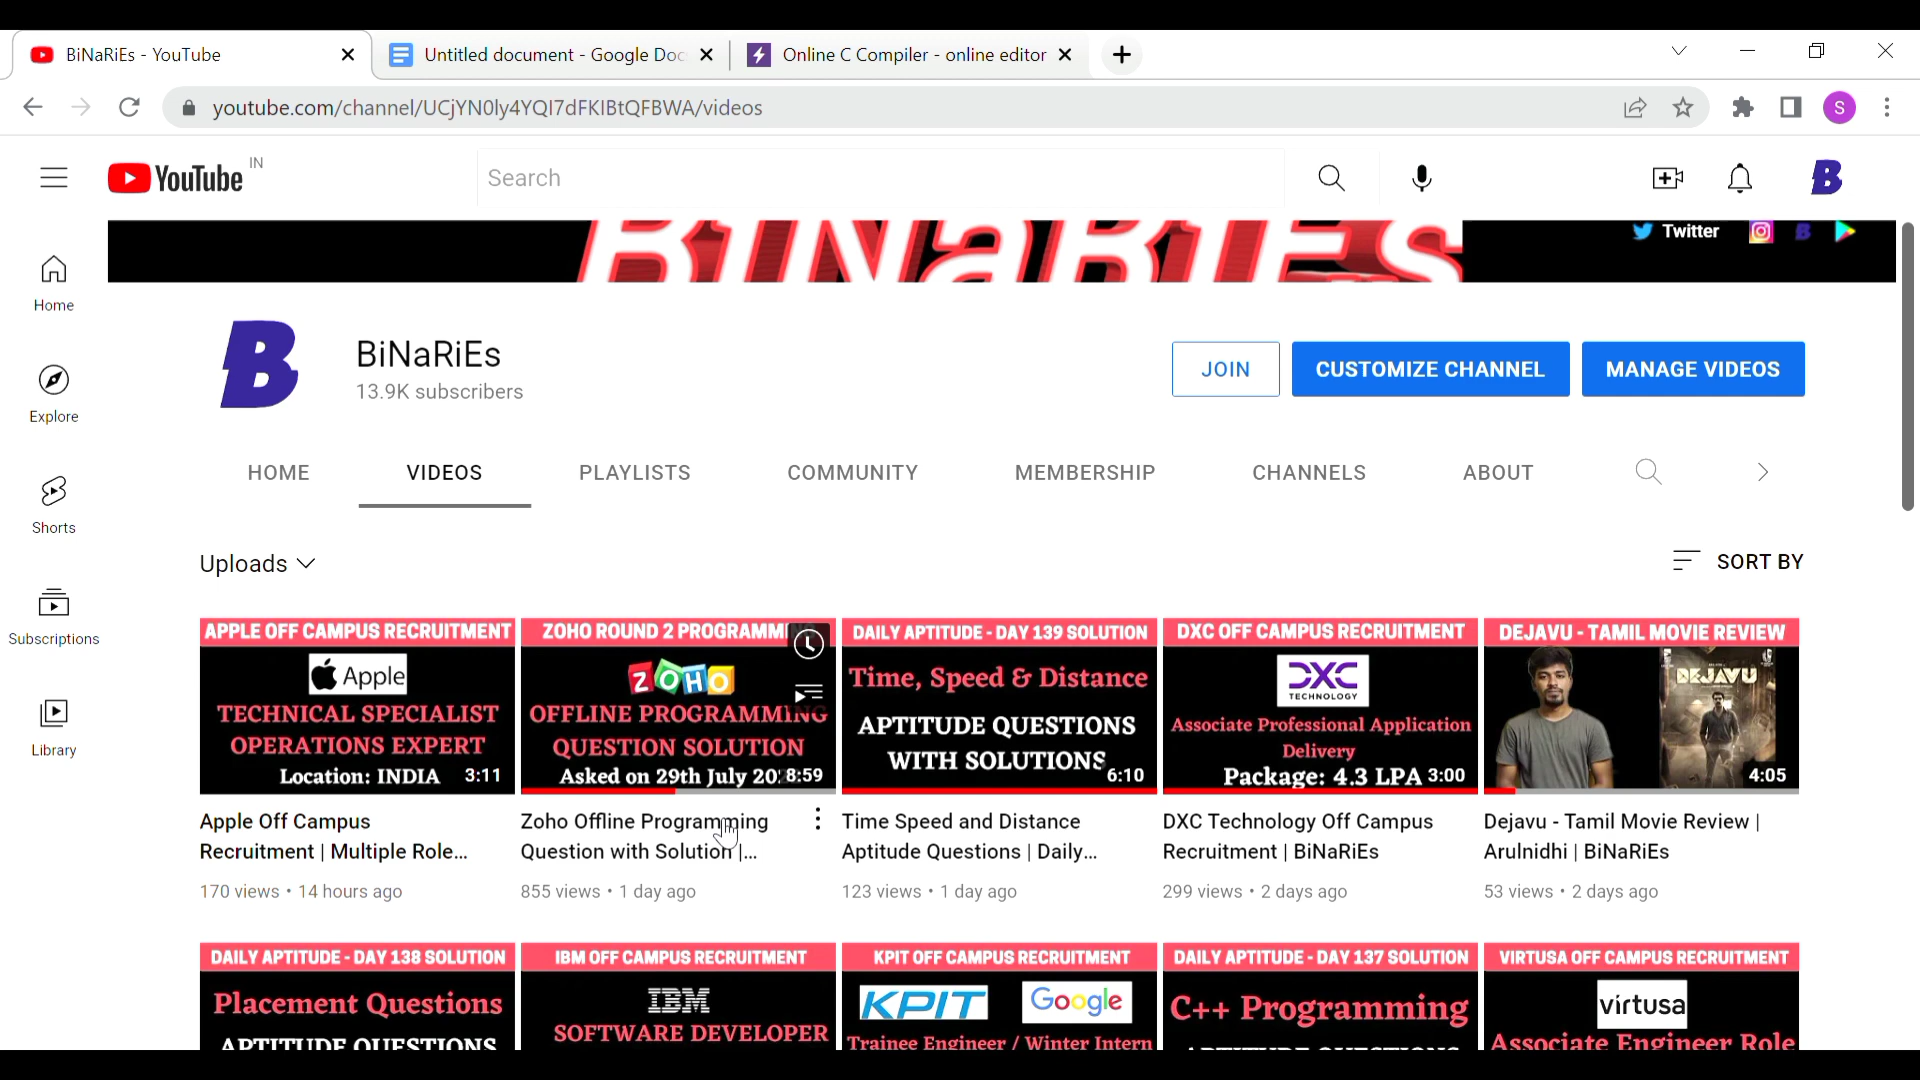 BiNaRiEs - YouTube
Untitled document - Google Doc
Online C Compiler - online editor
youtube.com/channel/UCjYN0ly4YQI7dFKIBtQFBWA/videos
S
YouTube IN
Search
B
BiNaRiEs
Twitter
Home
Explore
Shorts
Subscriptions
Library
B
BiNaRiEs
13.9K subscribers
JOIN
CUSTOMIZE CHANNEL
MANAGE VIDEOS
HOME VIDEOS PLAYLISTS COMMUNITY MEMBERSHIP CHANNELS ABOUT
Uploads
SORT BY
APPLE OFF CAMPUS RECRUITMENT
Apple
TECHNICAL SPECIALIST
OPERATIONS EXPERT
Location: INDIA 3:11
Apple Off Campus
Recruitment | Multiple Role...
170 views • 14 hours ago
ZOHO ROUND 2 PROGRAMMI
ZOHO
OFFLINE PROGRAMMING
QUESTION SOLUTION
Asked on 29th July 20 8:59
Zoho Offline Programming
Question with Solution |...
855 views • 1 day ago
DAILY APTITUDE - DAY 139 SOLUTION
Time, Speed & Distance
APTITUDE QUESTIONS
WITH SOLUTIONS 6:10
Time Speed and Distance
Aptitude Questions | Daily...
123 views • 1 day ago
DXC OFF CAMPUS RECRUITMENT
DXC
TECHNOLOGY
Associate Professional Application
Delivery
Package: 4.3 LPA 3:00
DXC Technology Off Campus
Recruitment | BiNaRiEs
299 views • 2 days ago
DEJAVU - TAMIL MOVIE REVIEW
DEJAVU
4:05
Dejavu - Tamil Movie Review |
Arulnidhi | BiNaRiEs
53 views • 2 days ago
DAILY APTITUDE - DAY 138 SOLUTION
Placement Questions
APTITUDE QUESTIONS
IBM OFF CAMPUS RECRUITMENT
IBM
SOFTWARE DEVELOPER
KPIT OFF CAMPUS RECRUITMENT
KPIT Google
Trainee Engineer / Winter Intern
DAILY APTITUDE - DAY 137 SOLUTION
C++ Programming
APTITUDE QUESTIONS
VIRTUSA OFF CAMPUS RECRUITMENT
virtusa
Associate Engineer Role